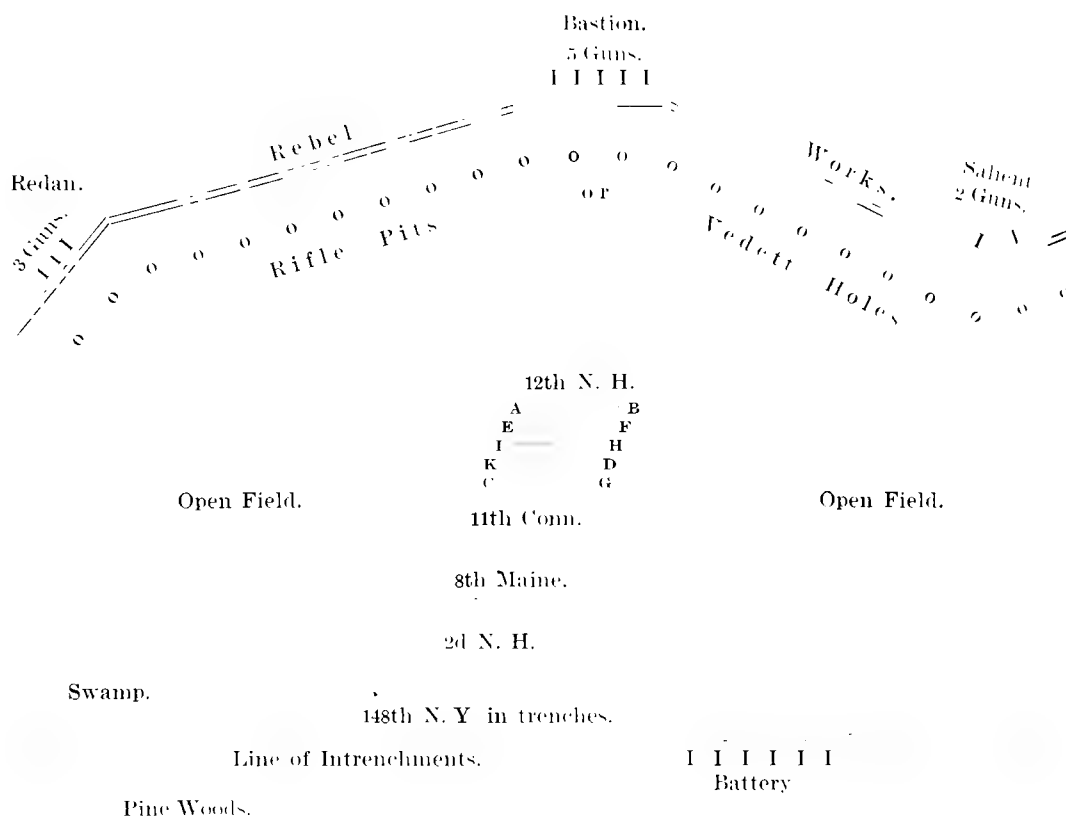 Bastion.
5 Guns.
I I I I I
Rebel
Works.
Redan.
3 Guns.
I I I
Salient
2 Guns.
I I
o o o o o o o o o o o o o o o o o o o o o o o
or
Rifle Pits
Vedett Holes
12th N. H.
A B
E F
I H
K D
C G
Open Field.
Open Field.
11th Conn.
8th Maine.
2d N. H.
Swamp.
148th N. Y in trenches.
Line of Intrenchments.
I I I I I I
Battery
Pine Woods.